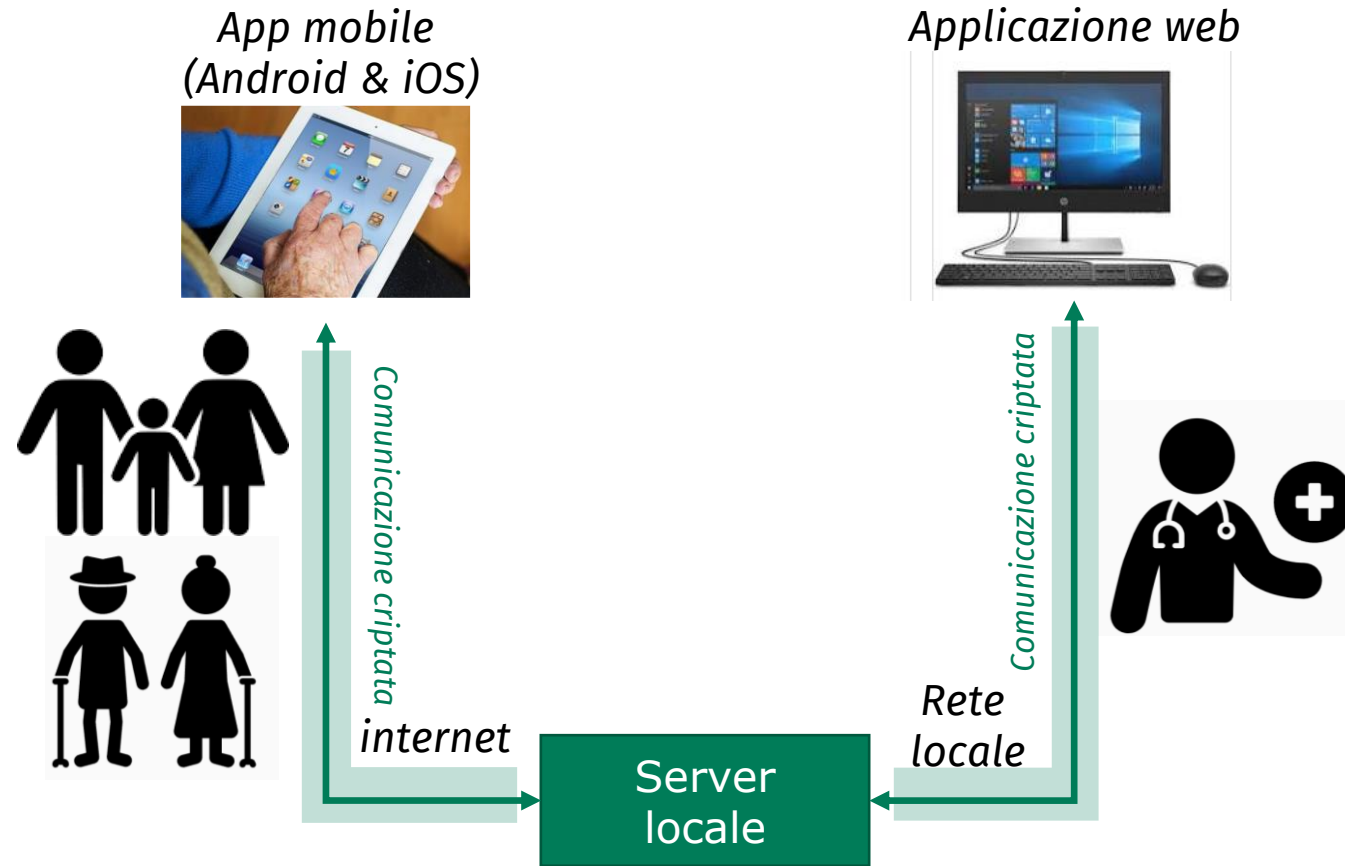 App mobile
(Android & iOS)
Applicazione web
Comunicazione criptata
Comunicazione criptata
internet
Rete
locale
Server
locale